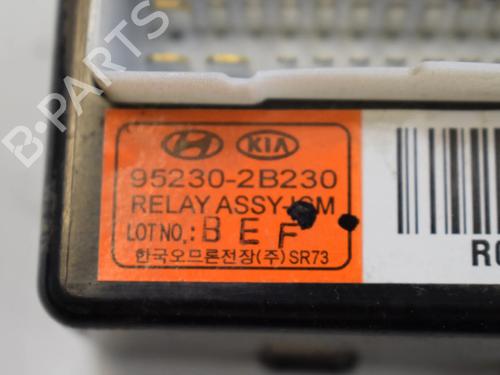 B-PARTS
HYUNDAI KIA
95230-2B230
RELAY ASSY-ICM
LOT NO.: B E F
한국오므론전장(주) SR73